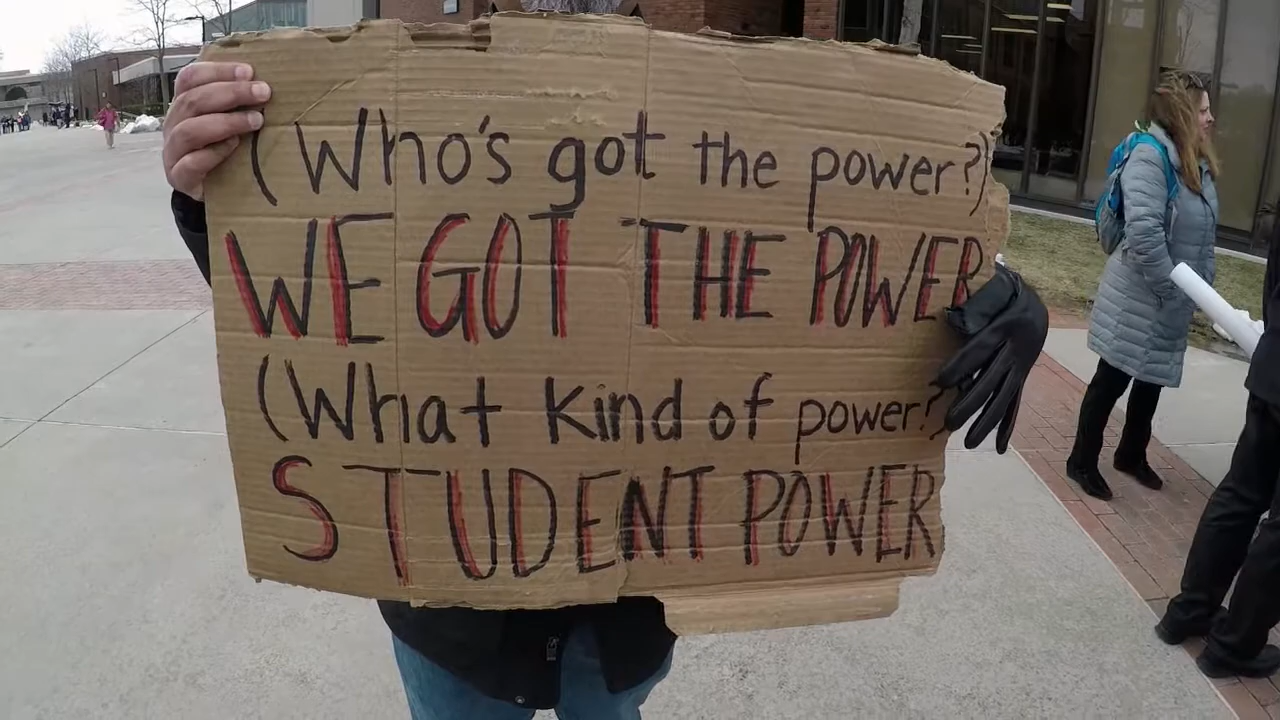 (Who's got the power?)
WE GOT THE POWER
(What kind of power?)
STUDENT POWER